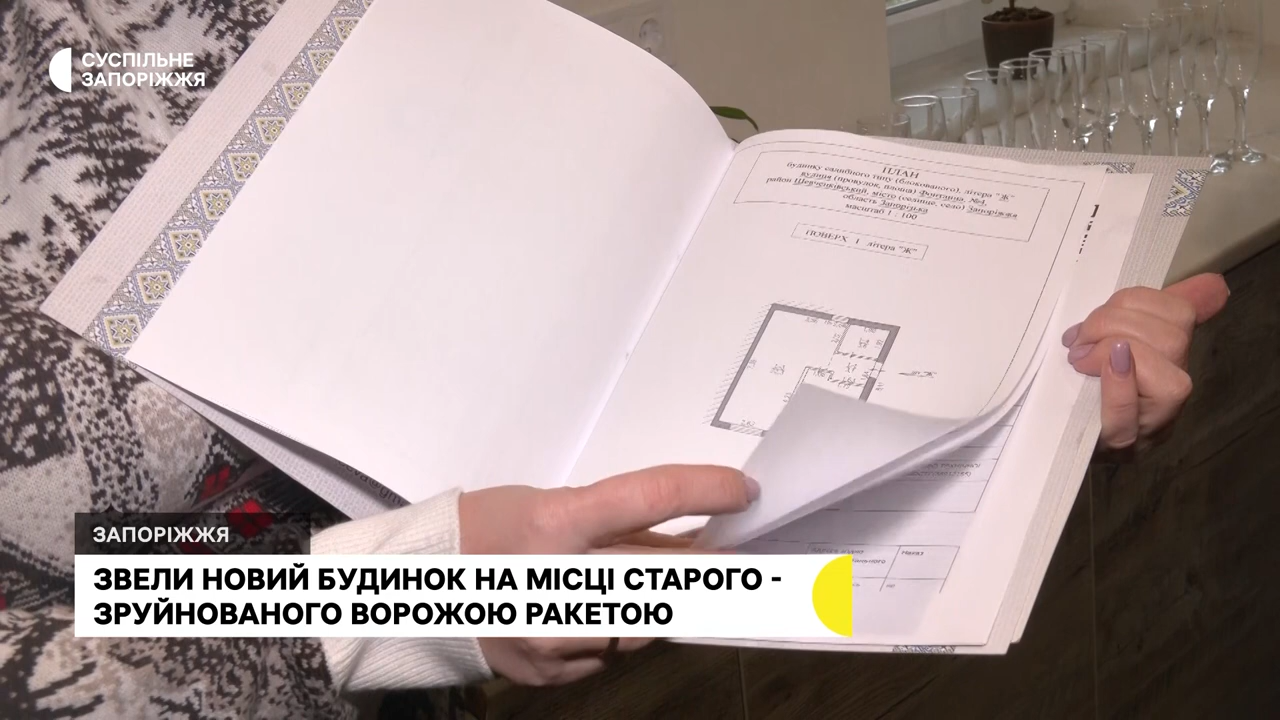 СУСПІЛЬНЕ
ЗАПОРІЖЖЯ
ПЛАН
будинку садибного типу (блокованого), літера "Ж"
вулиця (провулок, площа) Фонтанна, №4,
район Шевченківський, місто (селище, село) Запоріжжя
область Запорізька
масштаб 1 : 100
ПОВЕРХ 1 літера "Ж"
ЗАПОРІЖЖЯ
ЗВЕЛИ НОВИЙ БУДИНОК НА МІСЦІ СТАРОГО -
ЗРУЙНОВАНОГО ВОРОЖОЮ РАКЕТОЮ